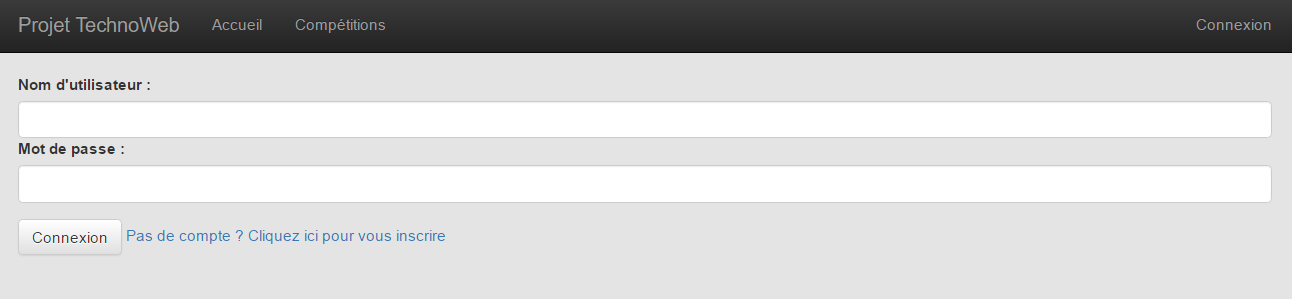 Projet TechnoWeb Accueil Compétitions Connexion
Nom d'utilisateur :
Mot de passe :
Connexion Pas de compte ? Cliquez ici pour vous inscrire